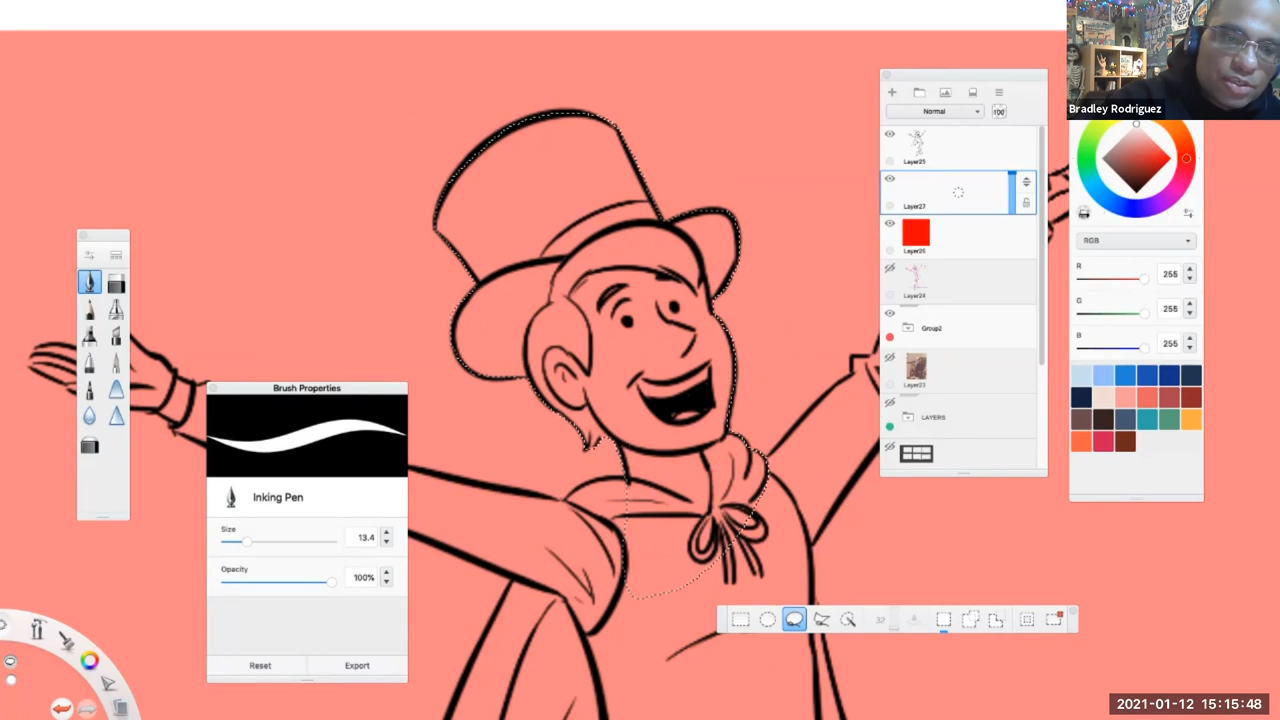 Bradley Rodriguez
Normal
100
Layer25
Layer27
Layer26
Layer24
Group2
Layer23
LAYERS
RGB
R
255
G
255
B
255
Brush Properties
Inking Pen
Size
13.4
Opacity
100%
Reset
Export
32
2021-01-12 15:15:48